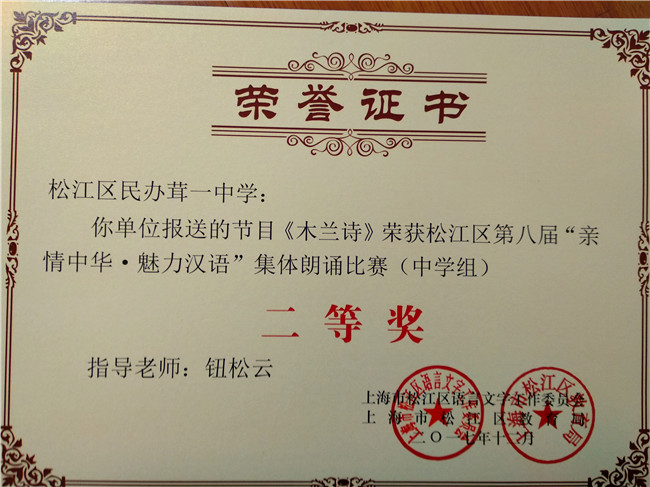 荣誉证书
松江区民办茸一中学：
你单位报送的节目《木兰诗》荣获松江区第八届“亲
情中华·魅力汉语”集体朗诵比赛（中学组）
二等奖
指导老师：钮松云
上海市松江区语言文字工作委员会
上海市松江区教育局
二〇一七年十二月